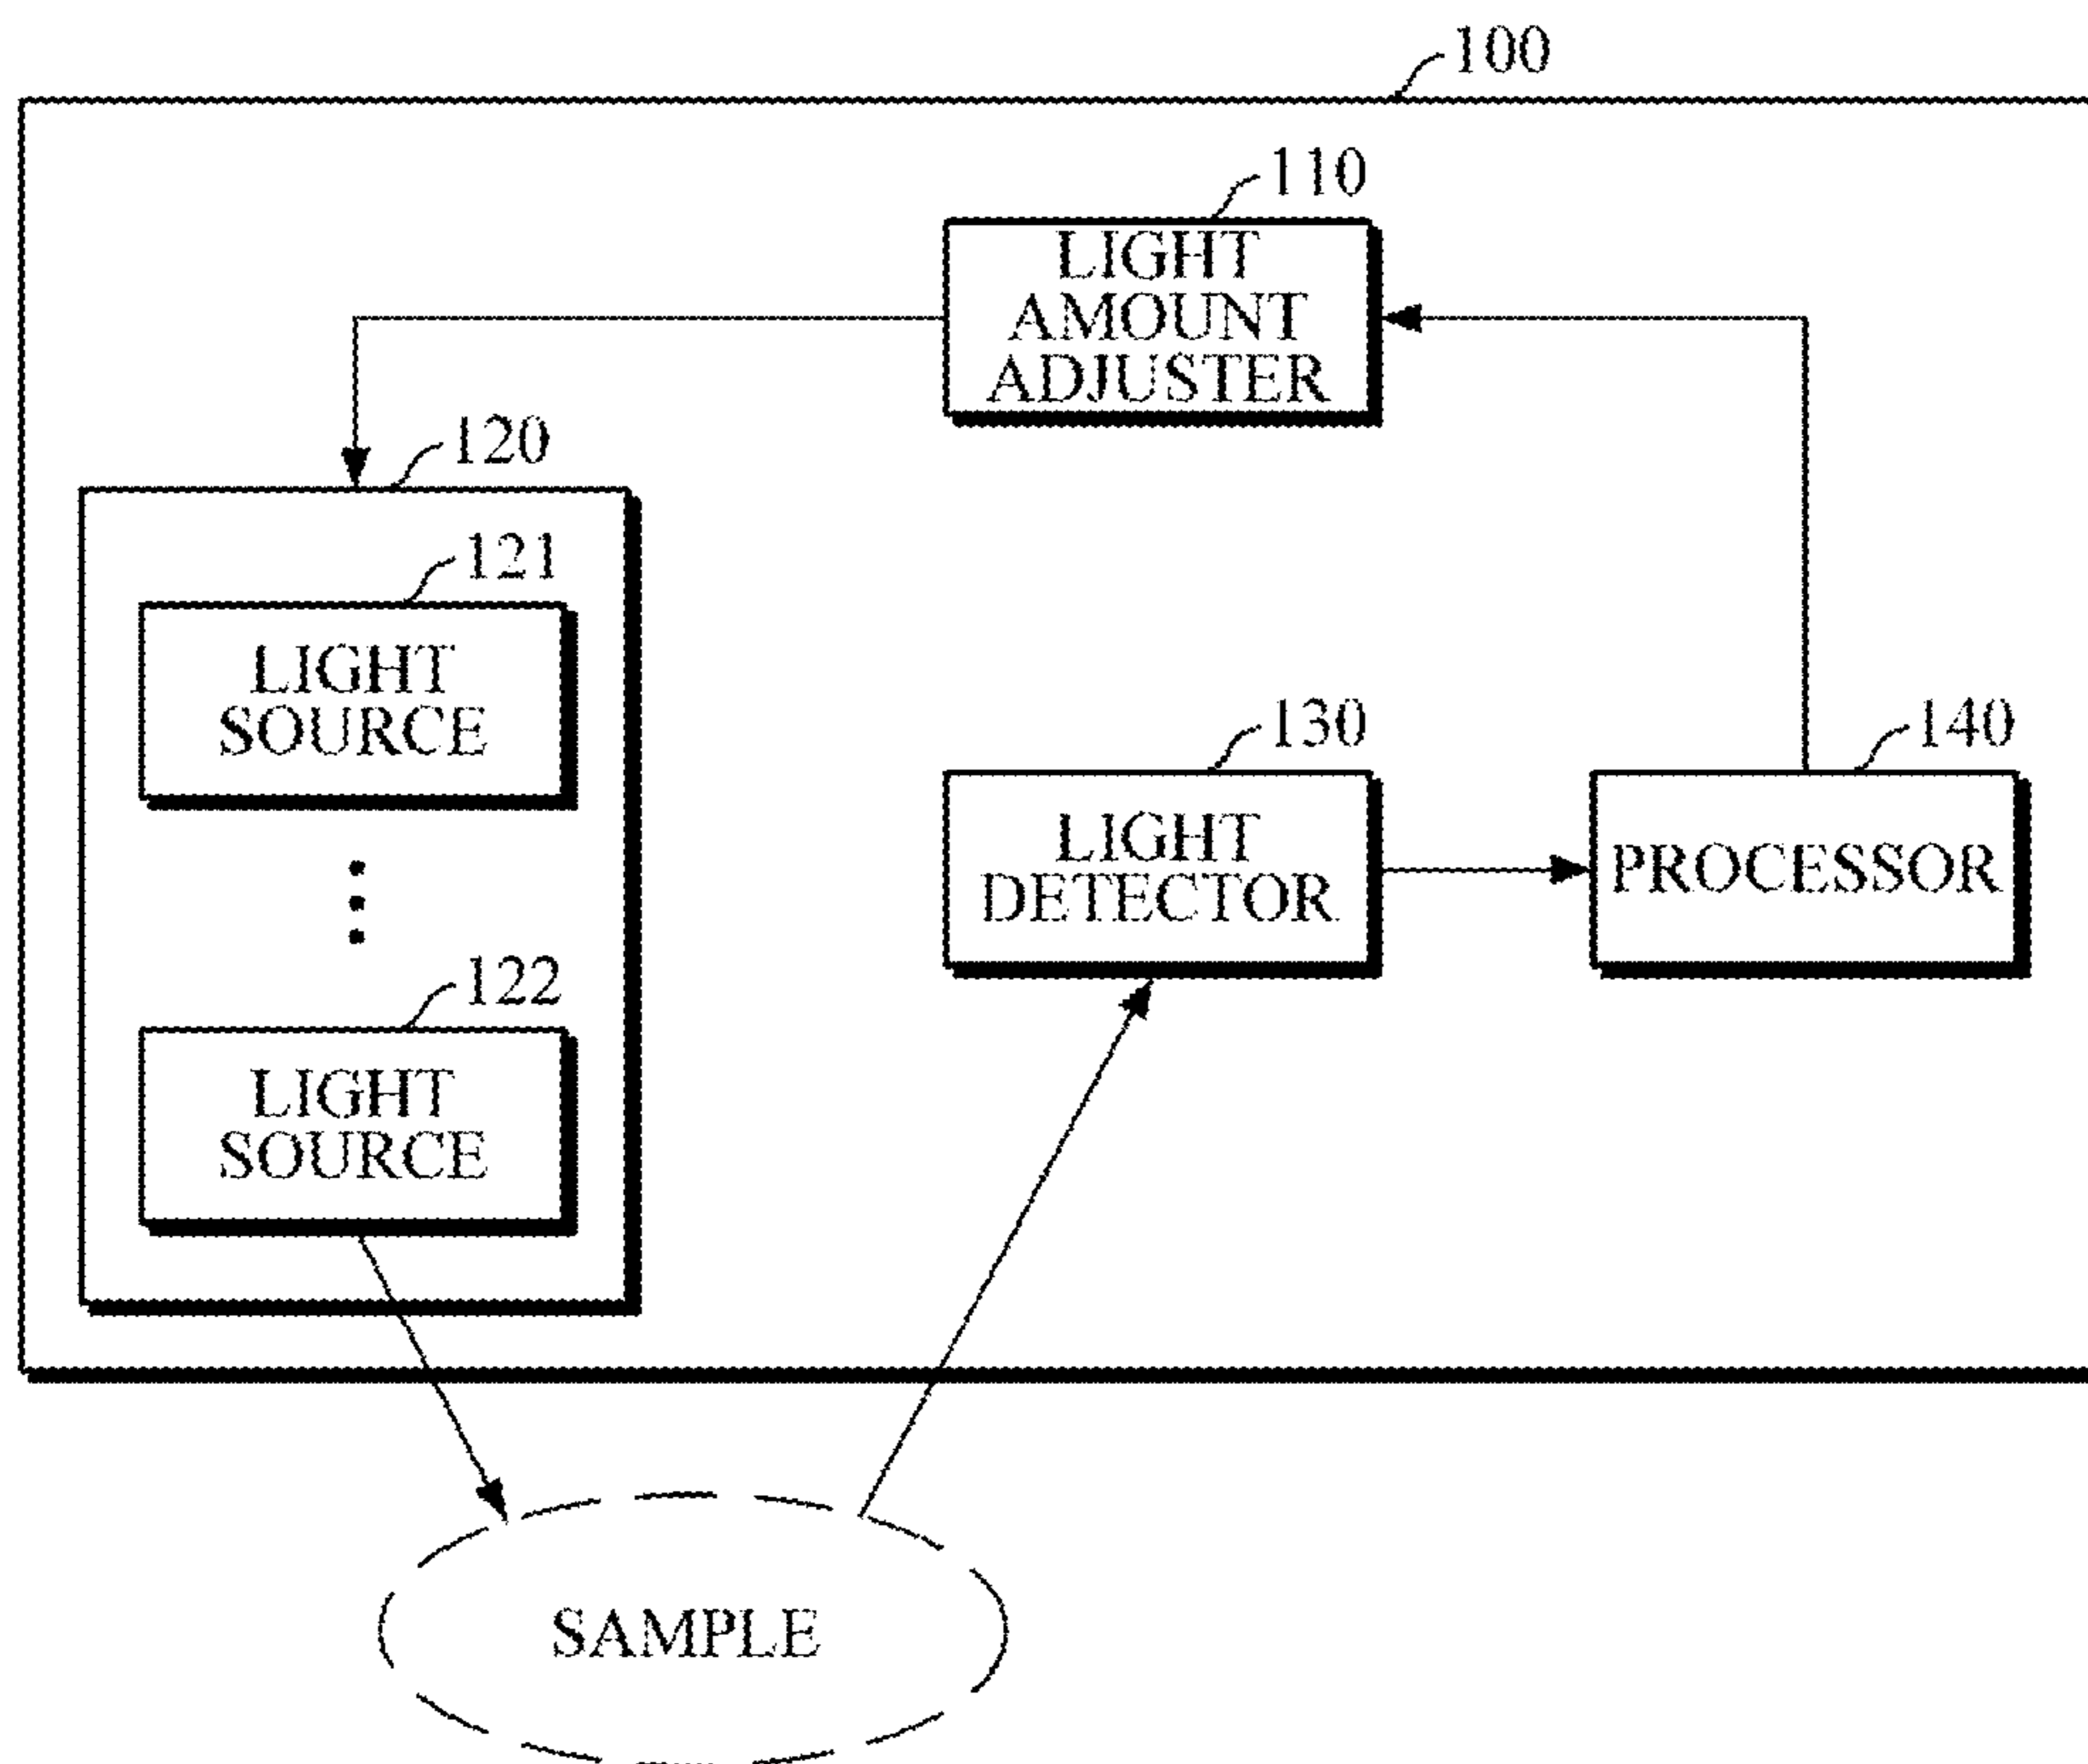 100
110
LIGHT
AMOUNT
ADJUSTER
120
121
LIGHT
SOURCE
130
LIGHT
DETECTOR
140
PROCESSOR
122
LIGHT
SOURCE
SAMPLE